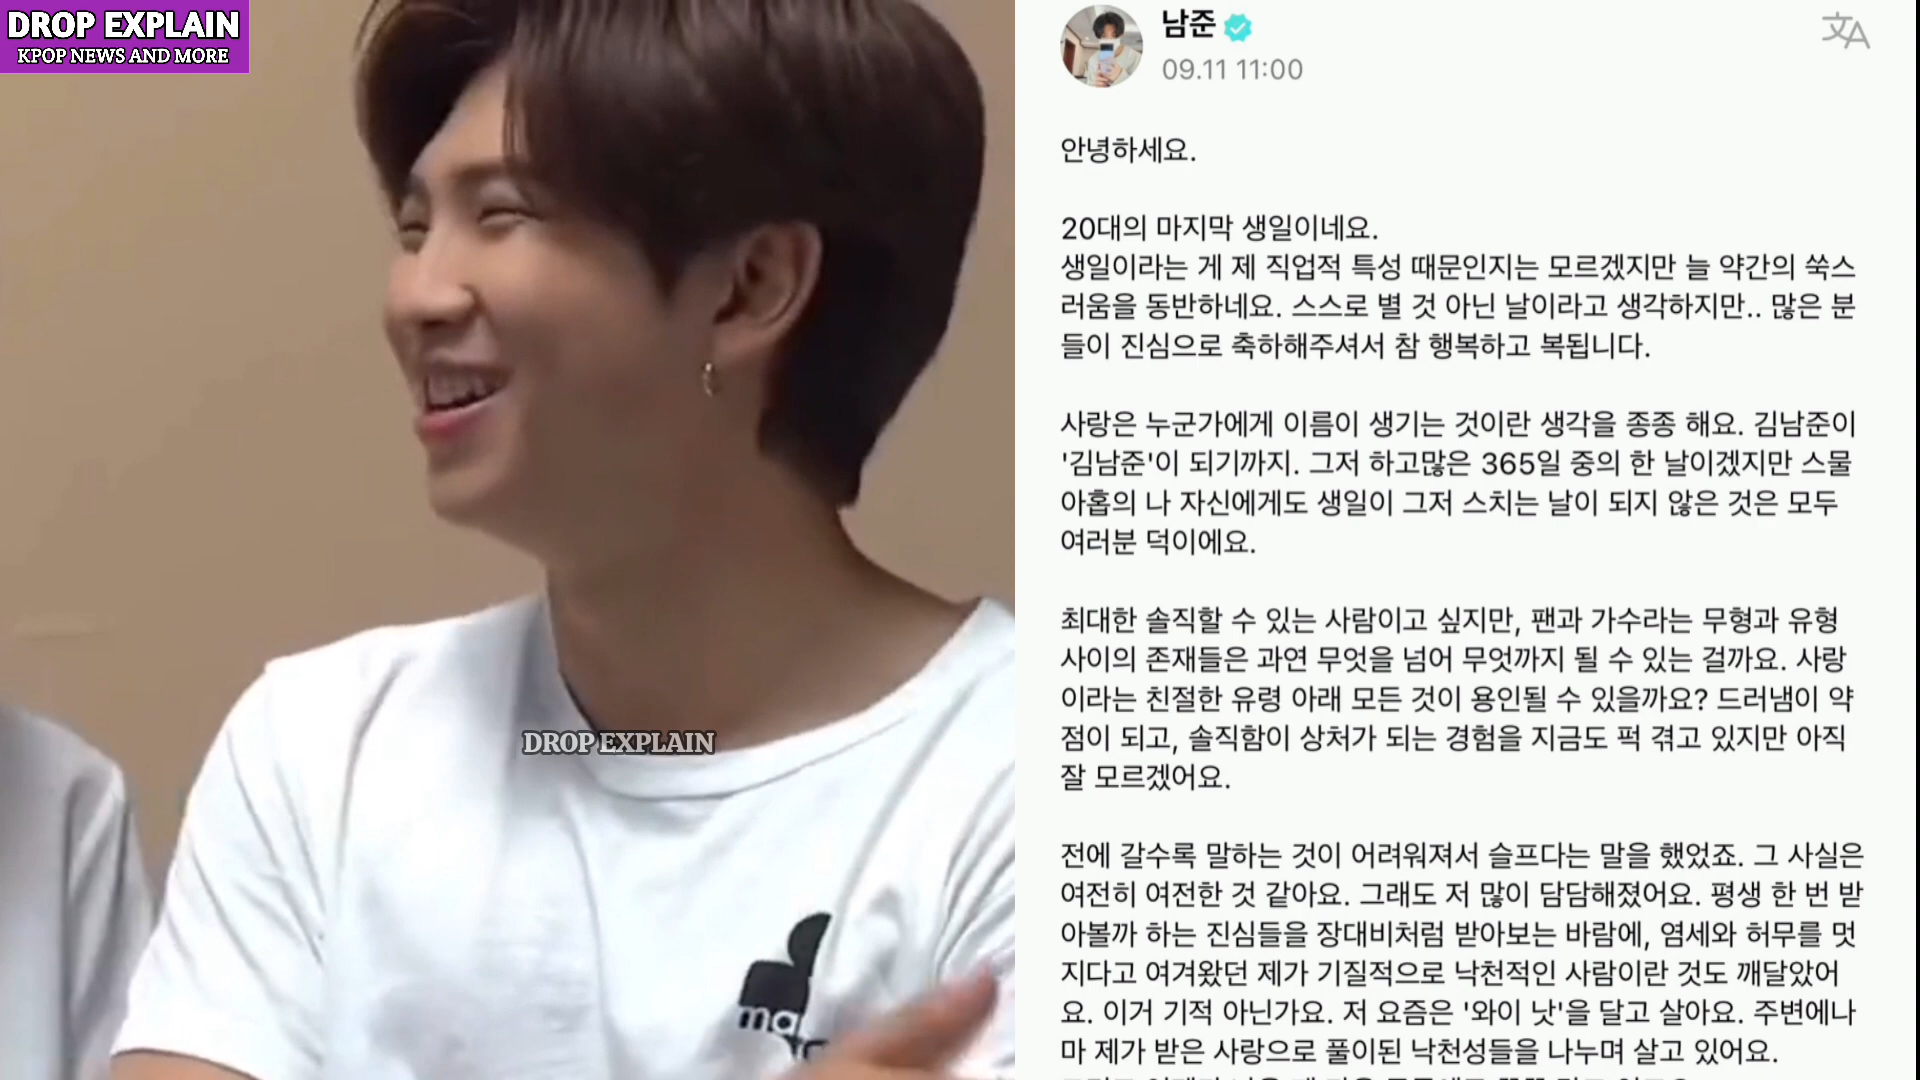 DROP EXPLAIN
KPOP NEWS AND MORE
DROP EXPLAIN
남준
09.11 11:00
안녕하세요.
20대의 마지막 생일이네요.
생일이라는 게 제 직업적 특성 때문인지는 모르겠지만 늘 약간의 쑥스
러움을 동반하네요. 스스로 별 것 아닌 날이라고 생각하지만.. 많은 분
들이 진심으로 축하해주셔서 참 행복하고 복됩니다.
사랑은 누군가에게 이름이 생기는 것이란 생각을 종종 해요. 김남준이
'김남준'이 되기까지. 그저 하고많은 365일 중의 한 날이겠지만 스물
아홉의 나 자신에게도 생일이 그저 스치는 날이 되지 않은 것은 모두
여러분 덕이에요.
최대한 솔직할 수 있는 사람이고 싶지만, 팬과 가수라는 무형과 유형
사이의 존재들은 과연 무엇을 넘어 무엇까지 될 수 있는 걸까요. 사랑
이라는 친절한 유령 아래 모든 것이 용인될 수 있을까요? 드러냄이 약
점이 되고, 솔직함이 상처가 되는 경험을 지금도 퍽 겪고 있지만 아직
잘 모르겠어요.
전에 갈수록 말하는 것이 어려워져서 슬프다는 말을 했었죠. 그 사실은
여전히 여전한 것 같아요. 그래도 저 많이 담담해졌어요. 평생 한 번 받
아볼까 하는 진심들을 장대비처럼 받아보는 바람에, 염세와 허무를 멋
지다고 여겨왔던 제가 기질적으로 낙천적인 사람이란 것도 깨달았어
요. 이거 기적 아닌가요. 저 요즘은 '와이 낫'을 달고 살아요. 주변에나
마 제가 받은 사랑으로 풀이된 낙천성들을 나누며 살고 있어요.